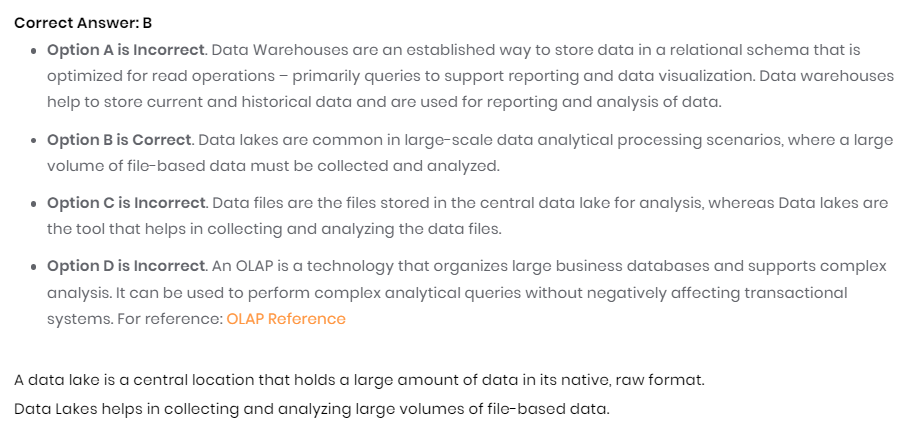 Correct Answer: B
• Option A is Incorrect. Data Warehouses are an established way to store data in a relational schema that is
optimized for read operations – primarily queries to support reporting and data visualization. Data warehouses
help to store current and historical data and are used for reporting and analysis of data.
• Option B is Correct. Data lakes are common in large-scale data analytical processing scenarios, where a large
volume of file-based data must be collected and analyzed.
• Option C is Incorrect. Data files are the files stored in the central data lake for analysis, whereas Data lakes are
the tool that helps in collecting and analyzing the data files.
• Option D is Incorrect. An OLAP is a technology that organizes large business databases and supports complex
analysis. It can be used to perform complex analytical queries without negatively affecting transactional
systems. For reference: OLAP Reference
A data lake is a central location that holds a large amount of data in its native, raw format.
Data Lakes helps in collecting and analyzing large volumes of file-based data.